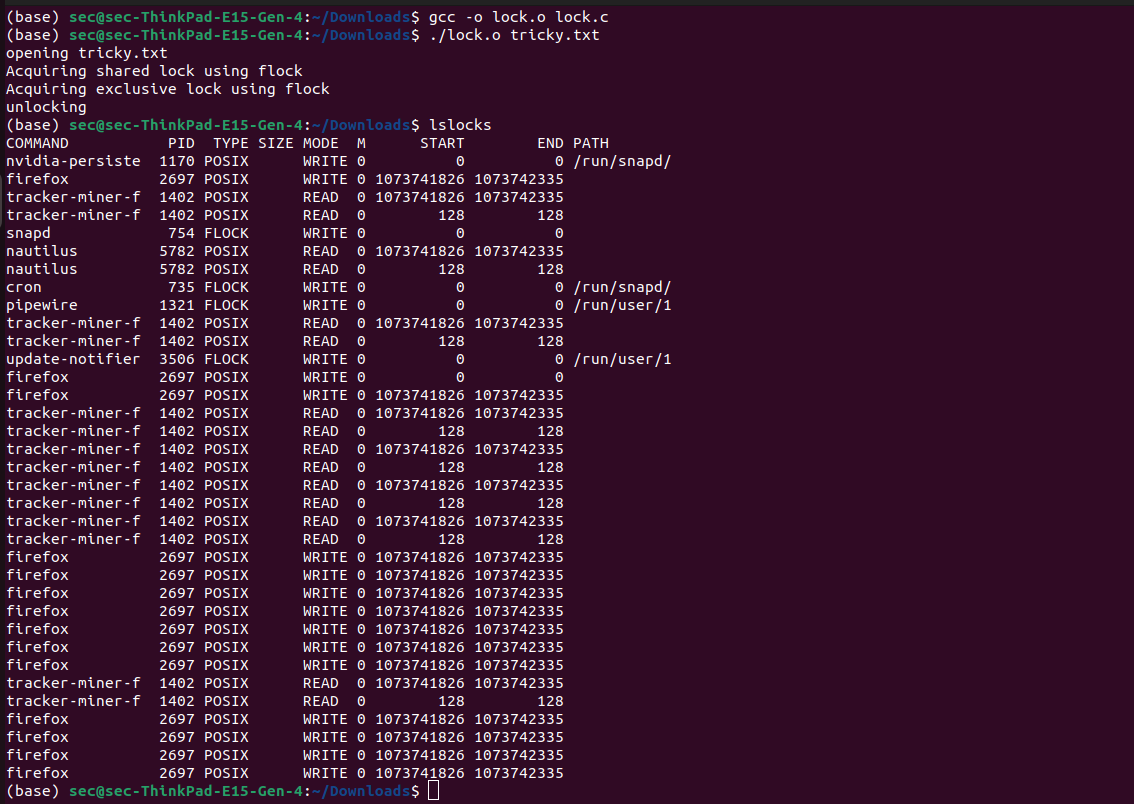 (base) sec@sec-ThinkPad-E15-Gen-4:~/Downloads$ gcc -o lock.o lock.c
(base) sec@sec-ThinkPad-E15-Gen-4:~/Downloads$ ./lock.o tricky.txt
opening tricky.txt
Acquiring shared lock using flock
Acquiring exclusive lock using flock
unlocking
(base) sec@sec-ThinkPad-E15-Gen-4:~/Downloads$ lslocks
COMMAND            PID  TYPE SIZE MODE  M      START        END PATH
nvidia-persiste  1170 POSIX      WRITE 0          0          0 /run/snapd/
firefox          2697 POSIX      WRITE 0 1073741826 1073742335
tracker-miner-f  1402 POSIX      READ  0 1073741826 1073742335
tracker-miner-f  1402 POSIX      READ  0        128        128
snapd             754 FLOCK      WRITE 0          0          0
nautilus         5782 POSIX      READ  0 1073741826 1073742335
nautilus         5782 POSIX      READ  0        128        128
cron              735 FLOCK      WRITE 0          0          0 /run/snapd/
pipewire         1321 FLOCK      WRITE 0          0          0 /run/user/1
tracker-miner-f  1402 POSIX      READ  0 1073741826 1073742335
tracker-miner-f  1402 POSIX      READ  0        128        128
update-notifier  3506 FLOCK      WRITE 0          0          0 /run/user/1
firefox          2697 POSIX      WRITE 0          0          0
firefox          2697 POSIX      WRITE 0 1073741826 1073742335
tracker-miner-f  1402 POSIX      READ  0 1073741826 1073742335
tracker-miner-f  1402 POSIX      READ  0        128        128
tracker-miner-f  1402 POSIX      READ  0 1073741826 1073742335
tracker-miner-f  1402 POSIX      READ  0        128        128
tracker-miner-f  1402 POSIX      READ  0 1073741826 1073742335
tracker-miner-f  1402 POSIX      READ  0        128        128
tracker-miner-f  1402 POSIX      READ  0 1073741826 1073742335
tracker-miner-f  1402 POSIX      READ  0        128        128
firefox          2697 POSIX      WRITE 0 1073741826 1073742335
firefox          2697 POSIX      WRITE 0 1073741826 1073742335
firefox          2697 POSIX      WRITE 0 1073741826 1073742335
firefox          2697 POSIX      WRITE 0 1073741826 1073742335
firefox          2697 POSIX      WRITE 0 1073741826 1073742335
firefox          2697 POSIX      WRITE 0 1073741826 1073742335
firefox          2697 POSIX      WRITE 0 1073741826 1073742335
tracker-miner-f  1402 POSIX      READ  0 1073741826 1073742335
tracker-miner-f  1402 POSIX      READ  0        128        128
firefox          2697 POSIX      WRITE 0 1073741826 1073742335
firefox          2697 POSIX      WRITE 0 1073741826 1073742335
firefox          2697 POSIX      WRITE 0 1073741826 1073742335
firefox          2697 POSIX      WRITE 0 1073741826 1073742335
(base) sec@sec-ThinkPad-E15-Gen-4:~/Downloads$